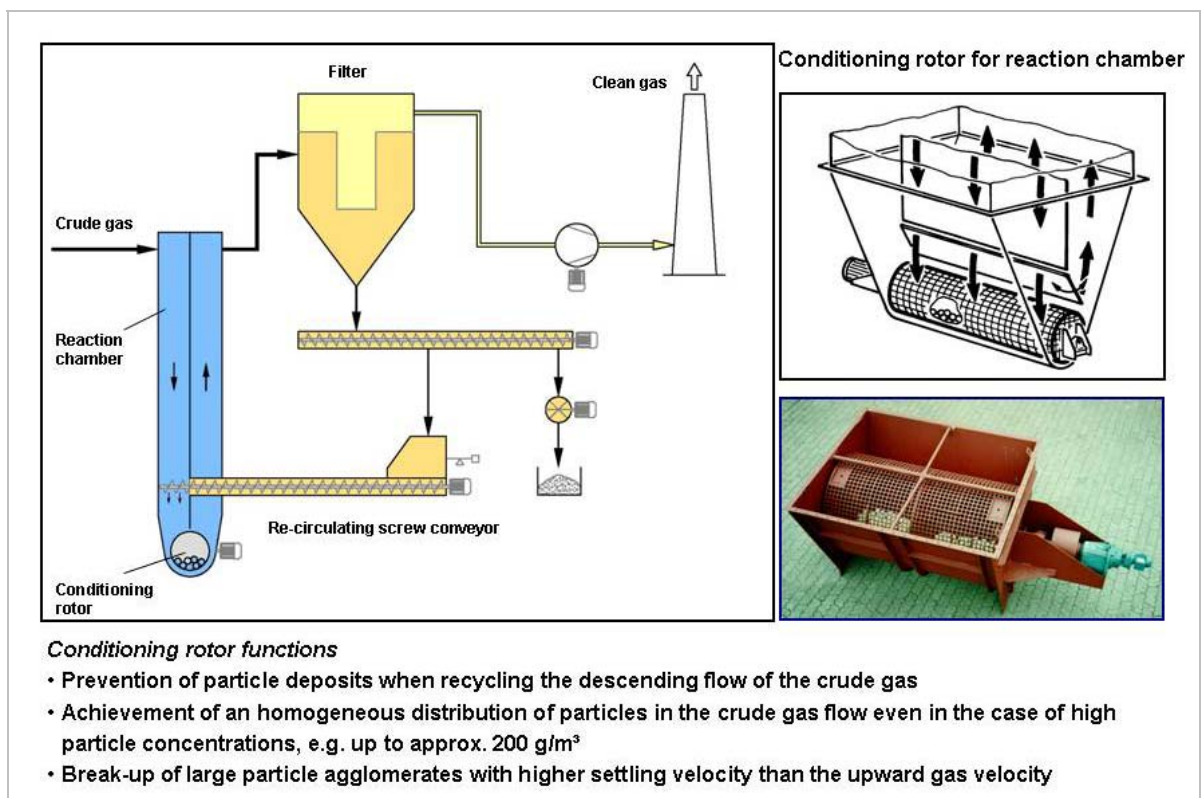 Filter
Clean gas
Crude gas
Reaction
chamber
Re-circulating screw conveyor
Conditioning
rotor
Conditioning rotor for reaction chamber
Conditioning rotor functions
• Prevention of particle deposits when recycling the descending flow of the crude gas
• Achievement of an homogeneous distribution of particles in the crude gas flow even in the case of high
particle concentrations, e.g. up to approx. 200 g/m³
• Break-up of large particle agglomerates with higher settling velocity than the upward gas velocity